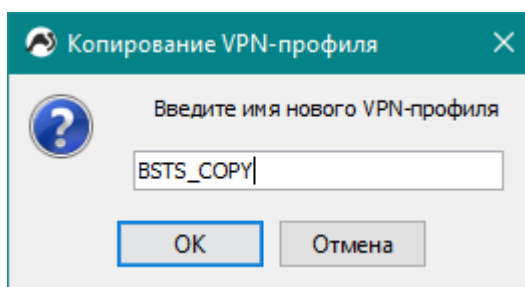 Копирование VPN-профиля
Введите имя нового VPN-профиля
BSTS_COPY
OK
Отмена